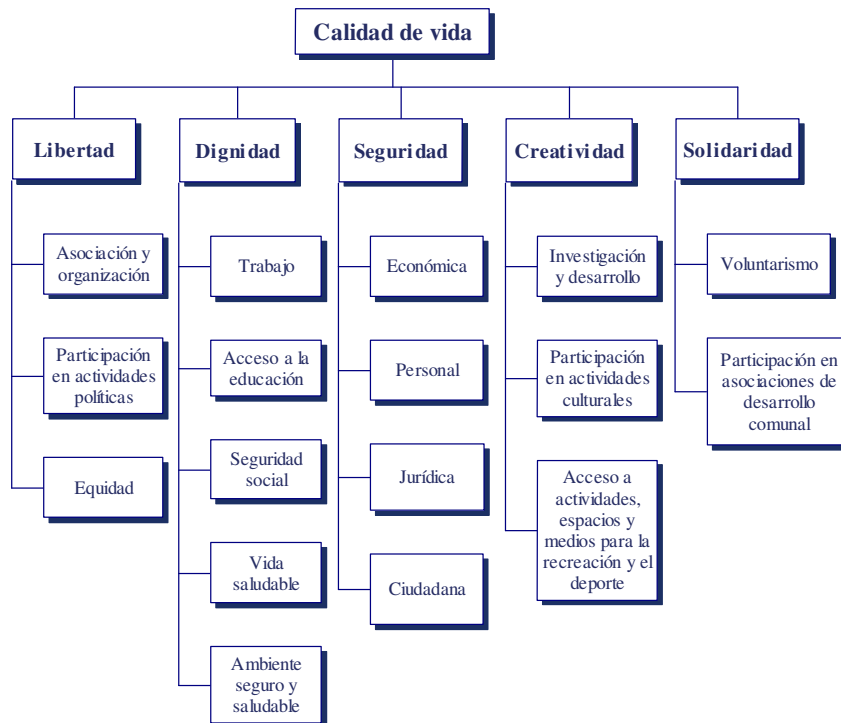 Calidad de vida
Libertad
Dignidad
Seguridad
Creatividad
Solidaridad
Asociación y
organización
Participación
en actividades
políticas
Equidad
Trabajo
Acceso a la
educación
Seguridad
social
Vida
saludable
Ambiente
seguro y
saludable
Económica
Personal
Jurídica
Ciudadana
Investigación
y desarrollo
Participación
en actividades
culturales
Acceso a
actividades,
espacios y
medios para la
recreación y el
deporte
Voluntarismo
Participación en
asociaciones de
desarrollo
comunal